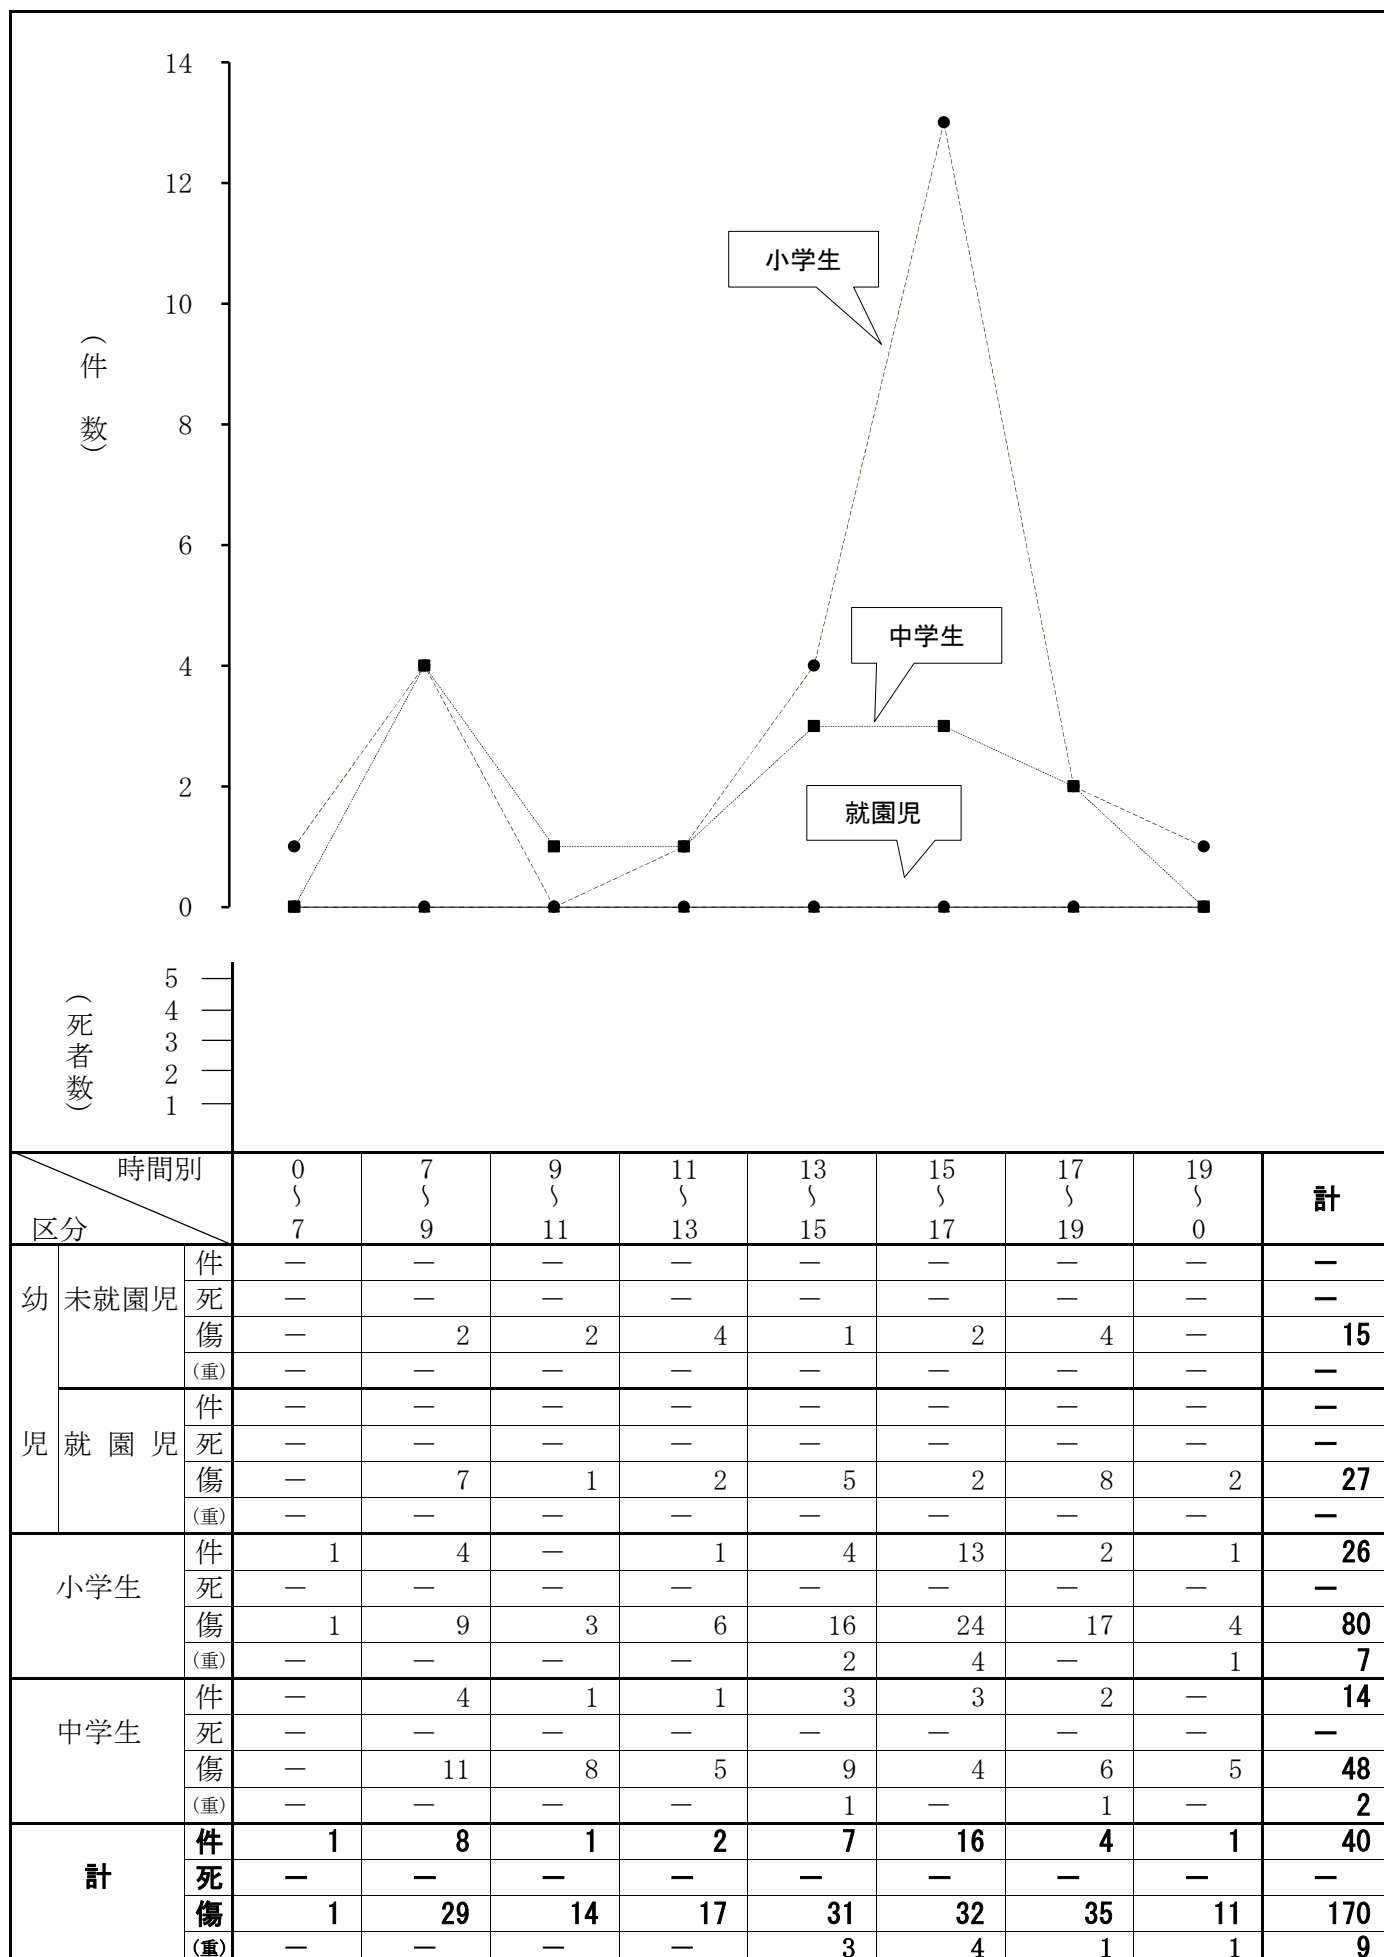 14
12
10
8
6
4
2
0
（件 数）
小学生
中学生
就園児
（死者数）
5
4
3
2
1
時間別 0〜7 7〜9 9〜11 11〜13 13〜15 15〜17 17〜19 19〜0 計
区分
幼児 未就園児 件 － － － － － － － － －
死 － － － － － － － － －
傷 － 2 2 4 1 2 4 － 15
(重) － － － － － － － － －
就園児 件 － － － － － － － － －
死 － － － － － － － － －
傷 － 7 1 2 5 2 8 2 27
(重) － － － － － － － － －
小学生 件 1 4 － 1 4 13 2 1 26
死 － － － － － － － － －
傷 1 9 3 6 16 24 17 4 80
(重) － － － － 2 4 － 1 7
中学生 件 － 4 1 1 3 3 2 － 14
死 － － － － － － － － －
傷 － 11 8 5 9 4 6 5 48
(重) － － － － 1 － 1 － 2
計 件 1 8 1 2 7 16 4 1 40
死 － － － － － － － － －
傷 1 29 14 17 31 32 35 11 170
(重) － － － － 3 4 1 1 9